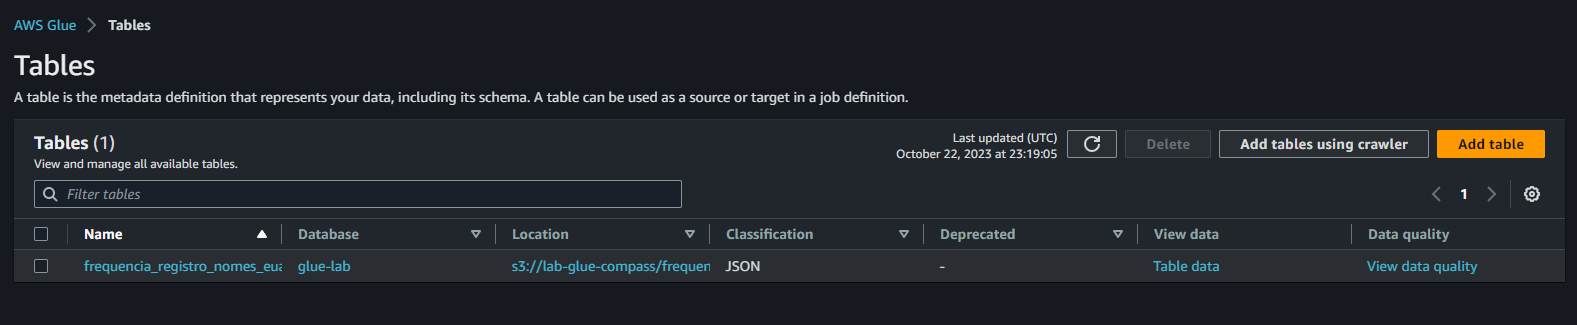 AWS Glue > Tables
Tables
A table is the metadata definition that represents your data, including its schema. A table can be used as a source or target in a job definition.
Tables (1)
View and manage all available tables.
Last updated (UTC)
October 22, 2023 at 23:19:05
Delete
Add tables using crawler
Add table
Filter tables
1
Name Database Location Classification Deprecated View data Data quality
frequencia_registro_nomes_eua glue-lab s3://lab-glue-compass/frequen JSON - Table data View data quality